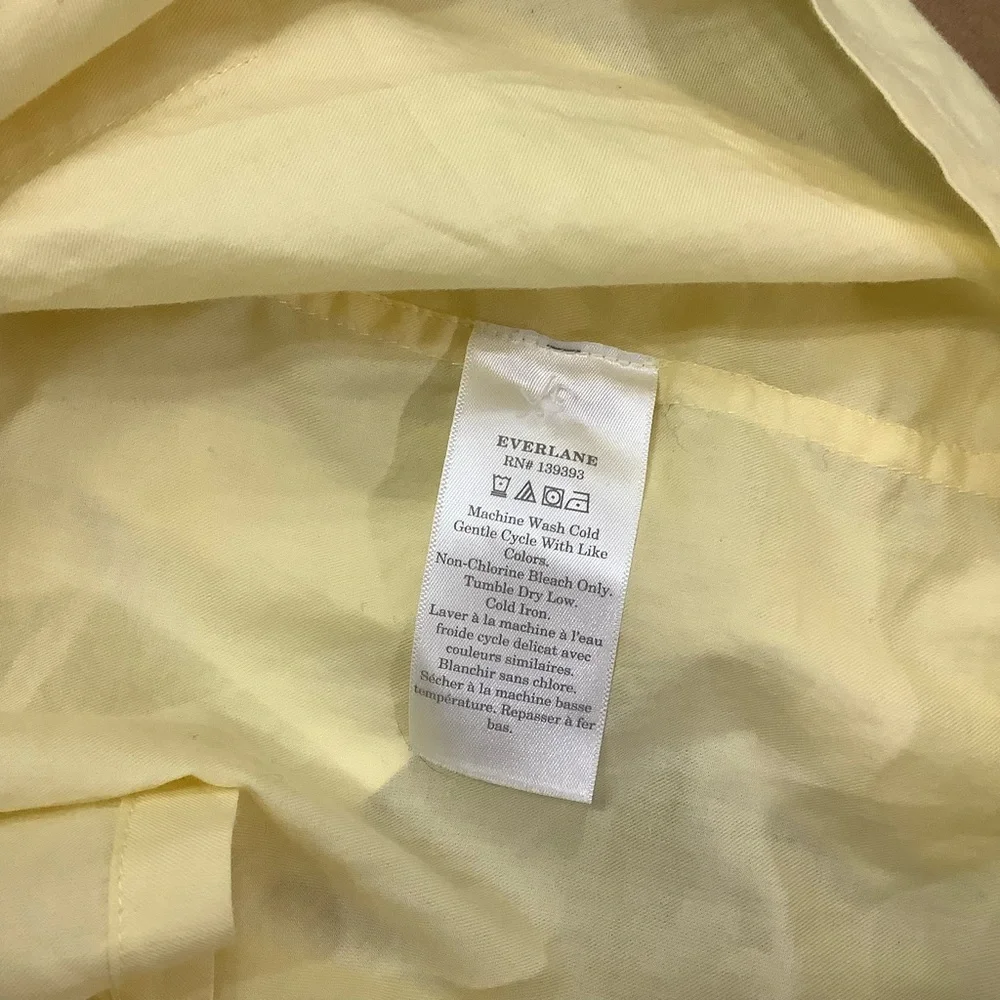 EVERLANE
RN# 139393
Machine Wash Cold
Gentle Cycle With Like
Colors.
Non-Chlorine Bleach Only.
Tumble Dry Low.
Cold Iron.
Laver à la machine à l'eau
froide cycle delicat avec
couleurs similaires.
Blanchir sans chlore.
Sécher à la machine basse
température. Repasser à fer
bas.